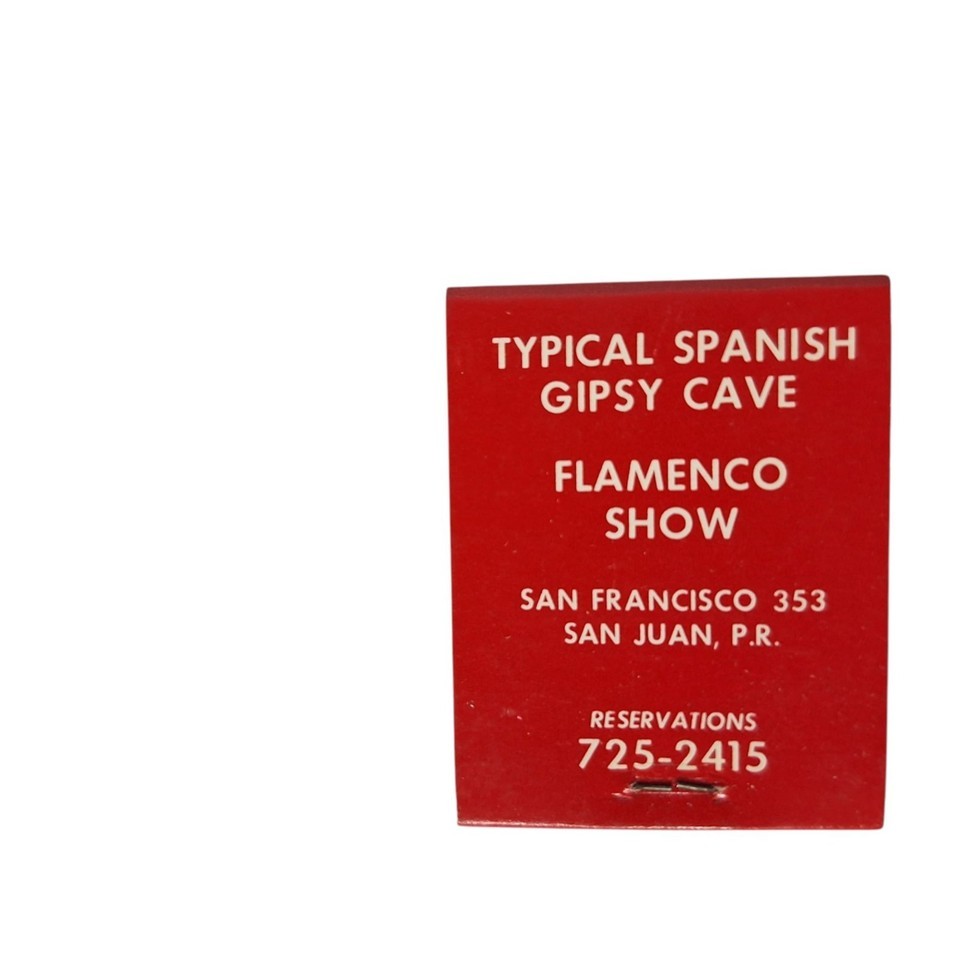 TYPICAL SPANISH
GIPSY CAVE
FLAMENCO
SHOW
SAN FRANCISCO 353
SAN JUAN, P.R.
RESERVATIONS
725-2415